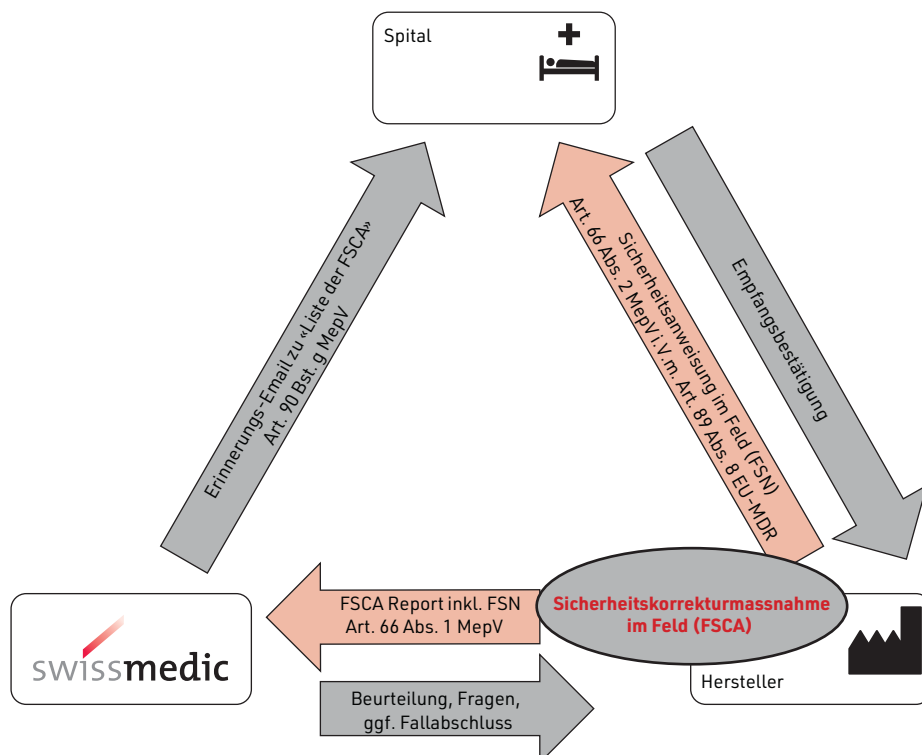 Spital
Erinnerungs-Email zu «Liste der FSCA»
Art. 90 Bst. g MepV
Sicherheitsanweisung im Feld (FSN)
Art. 66 Abs. 2 MepV i.V.m. Art. 89 Abs. 8 EU-MDR
Empfangsbestätigung
FSCA Report inkl. FSN
Art. 66 Abs. 1 MepV
Sicherheitskorrekturmassnahme
im Feld (FSCA)
swissmedic
Hersteller
Beurteilung, Fragen,
ggf. Fallabschluss